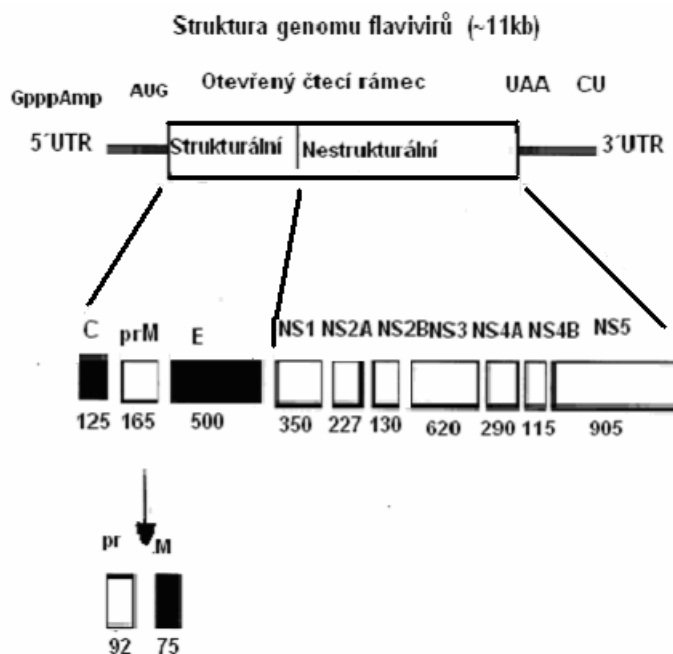 Struktura genomu flavivirů (~11kb)
GpppAmp AUG Otevřený čtecí rámec UAA CU
5´UTR Strukturální Nestrukturální 3´UTR
C prM E NS1 NS2A NS2B NS3 NS4A NS4B NS5
125 165 500 350 227 130 620 290 115 905
pr .M
92 75